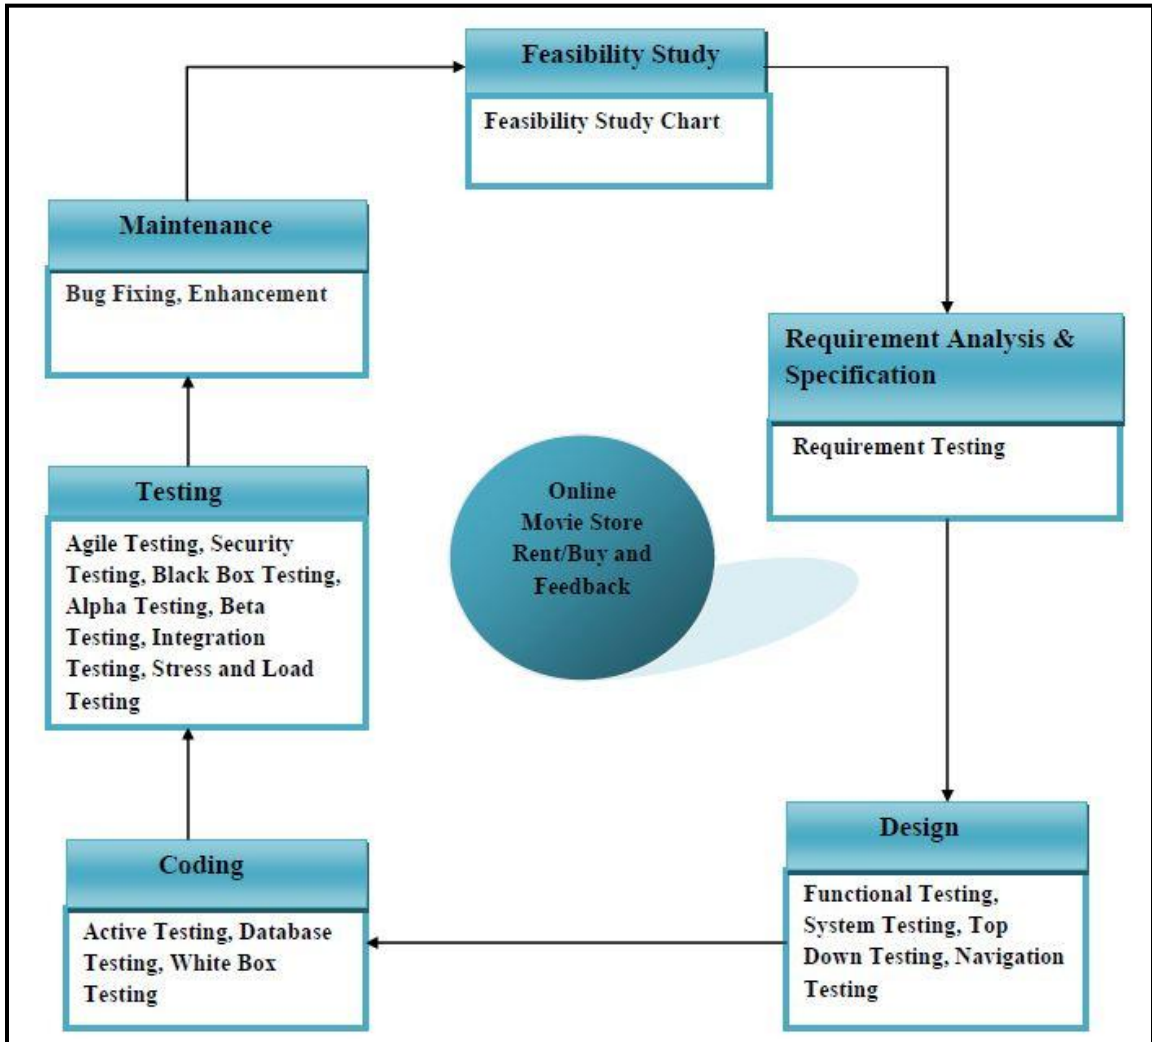 Feasibility Study
Feasibility Study Chart
Requirement Analysis &
Specification
Requirement Testing
Design
Functional Testing,
System Testing, Top
Down Testing, Navigation
Testing
Coding
Active Testing, Database
Testing, White Box
Testing
Testing
Agile Testing, Security
Testing, Black Box Testing,
Alpha Testing, Beta
Testing, Integration
Testing, Stress and Load
Testing
Maintenance
Bug Fixing, Enhancement
Online
Movie Store
Rent/Buy and
Feedback